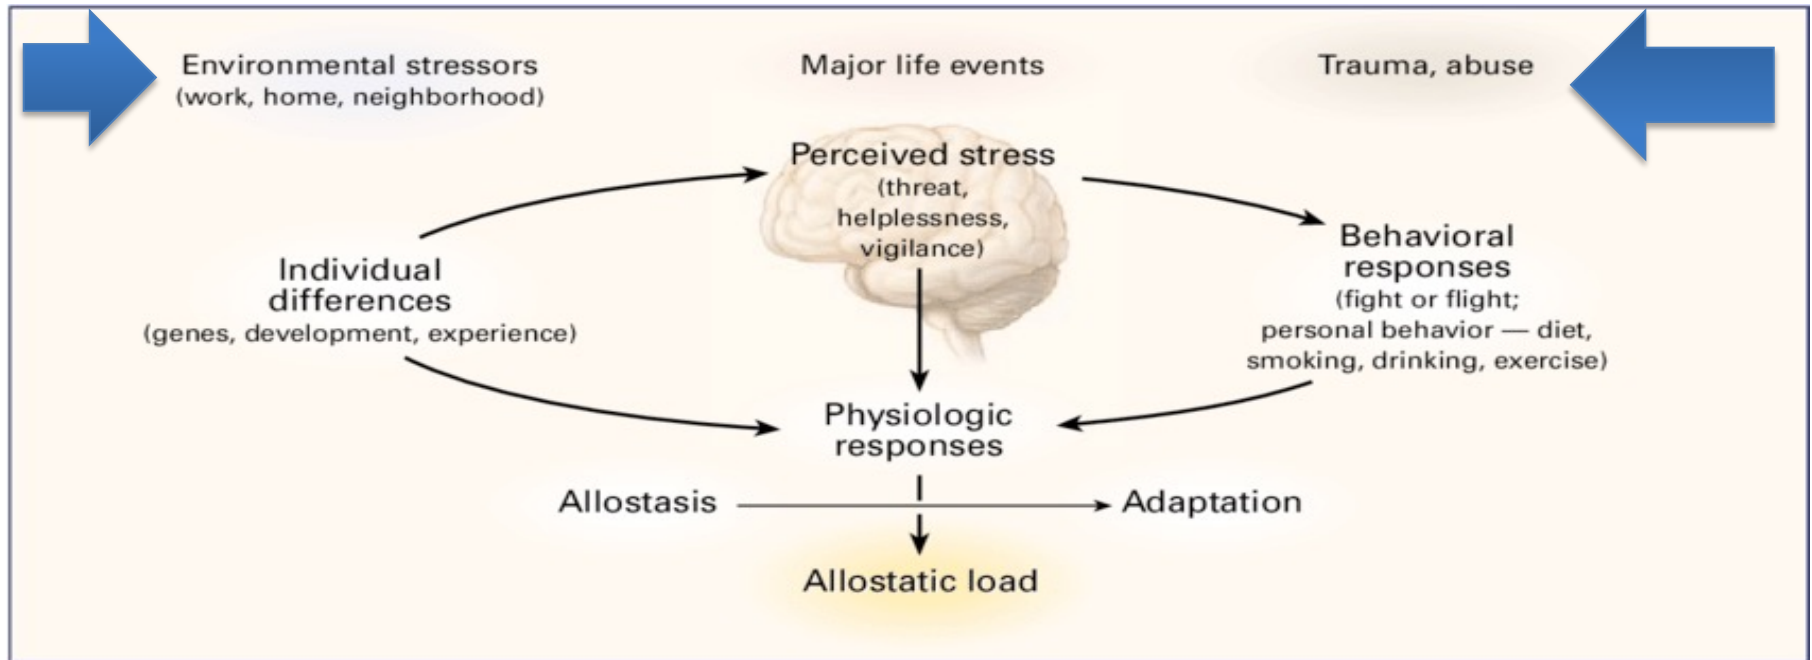 Environmental stressors
(work, home, neighborhood)
Major life events
Trauma, abuse
Perceived stress
(threat,
helplessness,
vigilance)
Individual
differences
(genes, development, experience)
Behavioral
responses
(fight or flight;
personal behavior — diet,
smoking, drinking, exercise)
Physiologic
responses
Allostasis
Adaptation
Allostatic load